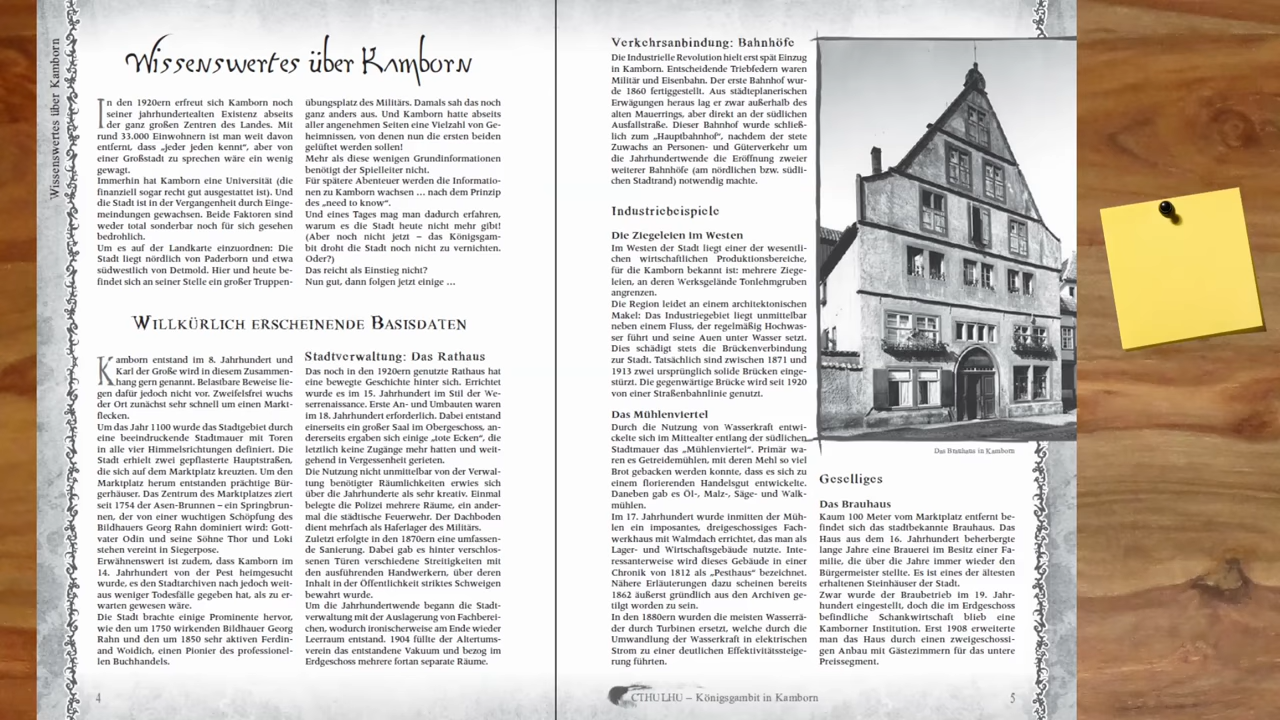 Wissenswertes über Kamborn
Wissenswertes über Kamborn
In den 1920ern erfreut sich Kamborn noch
seiner jahrhundertealten Existenz abseits
der ganz großen Zentren des Landes. Mit
rund 33.000 Einwohnern ist man weit davon
entfernt, dass „jeder jeden kennt“, aber von
einer Großstadt zu sprechen wäre ein wenig
gewagt.
Immerhin hat Kamborn eine Universität (die
finanziell sogar recht gut ausgestattet ist). Und
die Stadt ist in der Vergangenheit durch Einge-
meindungen gewachsen. Beide Faktoren sind
weder total sonderbar noch für sich gesehen
bedrohlich.
Um es auf der Landkarte einzuordnen: Die
Stadt liegt nördlich von Paderborn und etwa
südwestlich von Detmold. Hier und heute be-
findet sich an seiner Stelle ein großer Truppen-
übungsplatz des Militärs. Damals sah das noch
ganz anders aus. Und Kamborn hatte abseits
aller angenehmen Seiten eine Vielzahl von Ge-
heimnissen, von denen nun die ersten beiden
gelüftet werden sollen!
Mehr als diese wenigen Grundinformationen
benötigt der Spielleiter nicht.
Für spätere Abenteuer werden die Informatio-
nen zu Kamborn wachsen … nach dem Prinzip
des „need to know“.
Und eines Tages mag man dadurch erfahren,
warum es die Stadt heute nicht mehr gibt!
(Aber noch nicht jetzt – das Königsgam-
bit droht die Stadt noch nicht zu vernichten.
Oder?)
Das reicht als Einstieg nicht?
Nun gut, dann folgen jetzt einige …
Willkürlich erscheinende Basisdaten
Kamborn entstand im 8. Jahrhundert und
Karl der Große wird in diesem Zusammen-
hang gern genannt. Belastbare Beweise lie-
gen dafür jedoch nicht vor. Zweifelsfrei wuchs
der Ort zunächst sehr schnell um einen Markt-
flecken.
Um das Jahr 1100 wurde das Stadtgebiet durch
eine beeindruckende Stadtmauer mit Toren
in alle vier Himmelsrichtungen definiert. Die
Stadt erhielt zwei gepflasterte Hauptstraßen,
die sich auf dem Marktplatz kreuzten. Um den
Marktplatz herum entstanden prächtige Bür-
gerhäuser. Das Zentrum des Marktplatzes ziert
seit 1754 der Asen-Brunnen – ein Springbrun-
nen, der von einer wuchtigen Schöpfung des
Bildhauers Georg Rahn dominiert wird: Gott-
vater Odin und seine Söhne Thor und Loki
stehen vereint in Siegerpose.
Erwähnenswert ist zudem, dass Kamborn im
14. Jahrhundert von der Pest heimgesucht
wurde, es den Stadtarchiven nach jedoch weit-
aus weniger Todesfälle gegeben hat, als zu er-
warten gewesen wäre.
Die Stadt brachte einige Prominente hervor,
wie den um 1750 wirkenden Bildhauer Georg
Rahn und den um 1850 sehr aktiven Ferdin-
and Woidich, einen Pionier des professionel-
len Buchhandels.
Stadtverwaltung: Das Rathaus
Das noch in den 1920ern genutzte Rathaus hat
eine bewegte Geschichte hinter sich. Errichtet
wurde es im 15. Jahrhundert im Stil der We-
serrenaissance. Erste An- und Umbauten waren
im 18. Jahrhundert erforderlich. Dabei entstand
einerseits ein großer Saal im Obergeschoss, an-
dererseits ergaben sich einige „tote Ecken“, die
letztlich keine Zugänge mehr hatten und weit-
gehend in Vergessenheit gerieten.
Die Nutzung nicht unmittelbar von der Verwal-
tung benötigter Räumlichkeiten erwies sich
über die Jahrhunderte als sehr kreativ. Einmal
belegte die Polizei mehrere Räume, ein ander-
mal die städtische Feuerwehr. Der Dachboden
dient mehrfach als Haferlager des Militärs.
Zuletzt erfolgte in den 1870ern eine umfassen-
de Sanierung. Dabei gab es hinter verschlos-
senen Türen verschiedene Streitigkeiten mit
den ausführenden Handwerkern, über deren
Inhalt in der Öffentlichkeit striktes Schweigen
bewahrt wurde.
Um die Jahrhundertwende begann die Stadt-
verwaltung mit der Auslagerung von Fachberei-
chen, wodurch ironischerweise am Ende wieder
Leerraum entstand. 1904 füllte der Altertums-
verein das entstandene Vakuum und bezog im
Erdgeschoss mehrere fortan separate Räume.
4
Verkehrsanbindung: Bahnhöfe
Die Industrielle Revolution hielt erst spät Einzug
in Kamborn. Entscheidende Triebfedern waren
Militär und Eisenbahn. Der erste Bahnhof wur-
de 1860 fertiggestellt. Aus städteplanerischen
Erwägungen heraus lag er zwar außerhalb des
alten Mauerrings, aber direkt an der südlichen
Ausfallstraße. Dieser Bahnhof wurde schließ-
lich zum „Hauptbahnhof“, nachdem der stete
Zuwachs an Personen- und Güterverkehr um
die Jahrhundertwende die Eröffnung zweier
weiterer Bahnhöfe (am nördlichen bzw. südli-
chen Stadtrand) notwendig machte.
Industriebeispiele
Die Ziegeleien im Westen
Im Westen der Stadt liegt einer der wesentli-
chen wirtschaftlichen Produktionsbereiche,
für die Kamborn bekannt ist: mehrere Ziege-
leien, an deren Werksgelände Tonlehmgruben
angrenzen.
Die Region leidet an einem architektonischen
Makel: Das Industriegebiet liegt unmittelbar
neben einem Fluss, der regelmäßig Hochwas-
ser führt und seine Auen unter Wasser setzt.
Dies schädigt stets die Brückenverbindung
zur Stadt. Tatsächlich sind zwischen 1871 und
1913 zwei ursprünglich solide Brücken einge-
stürzt. Die gegenwärtige Brücke wird seit 1920
von einer Straßenbahnlinie genutzt.
Das Mühlenviertel
Durch die Nutzung von Wasserkraft entwi-
ckelte sich im Mittealter entlang der südlichen
Stadtmauer das „Mühlenviertel“. Primär wa-
ren es Getreidemühlen, mit deren Mehl so viel
Brot gebacken werden konnte, dass es sich zu
einem florierenden Handelsgut entwickelte.
Daneben gab es Öl-, Malz-, Säge- und Walk-
mühlen.
Im 17. Jahrhundert wurde inmitten der Müh-
len ein imposantes, dreigeschossiges Fach-
werkhaus mit Walmdach errichtet, das man als
Lager- und Wirtschaftsgebäude nutzte. Inte-
ressanterweise wird dieses Gebäude in einer
Chronik von 1812 als „Pesthaus“ bezeichnet.
Nähere Erläuterungen dazu scheinen bereits
1862 äußerst gründlich aus den Archiven ge-
tilgt worden zu sein.
In den 1880ern wurden die meisten Wasserrä-
der durch Turbinen ersetzt, welche durch die
Umwandlung der Wasserkraft in elektrischen
Strom zu einer deutlichen Effektivitätssteige-
rung führten.
Das Brauhaus in Kamborn
Geselliges
Das Brauhaus
Kaum 100 Meter vom Marktplatz entfernt be-
findet sich das stadtbekannte Brauhaus. Das
Haus aus dem 16. Jahrhundert beherbergte
lange Jahre eine Brauerei im Besitz einer Fa-
milie, die über die Jahre immer wieder den
Bürgermeister stellte. Es ist eines der ältesten
erhaltenen Steinhäuser der Stadt.
Zwar wurde der Braubetrieb im 19. Jahr-
hundert eingestellt, doch die im Erdgeschoss
befindliche Schankwirtschaft blieb eine
Kamborner Institution. Erst 1908 erweiterte
man das Haus durch einen zweigeschossi-
gen Anbau mit Gästezimmern für das untere
Preissegment.
CTHULHU – Königsgambit in Kamborn
5